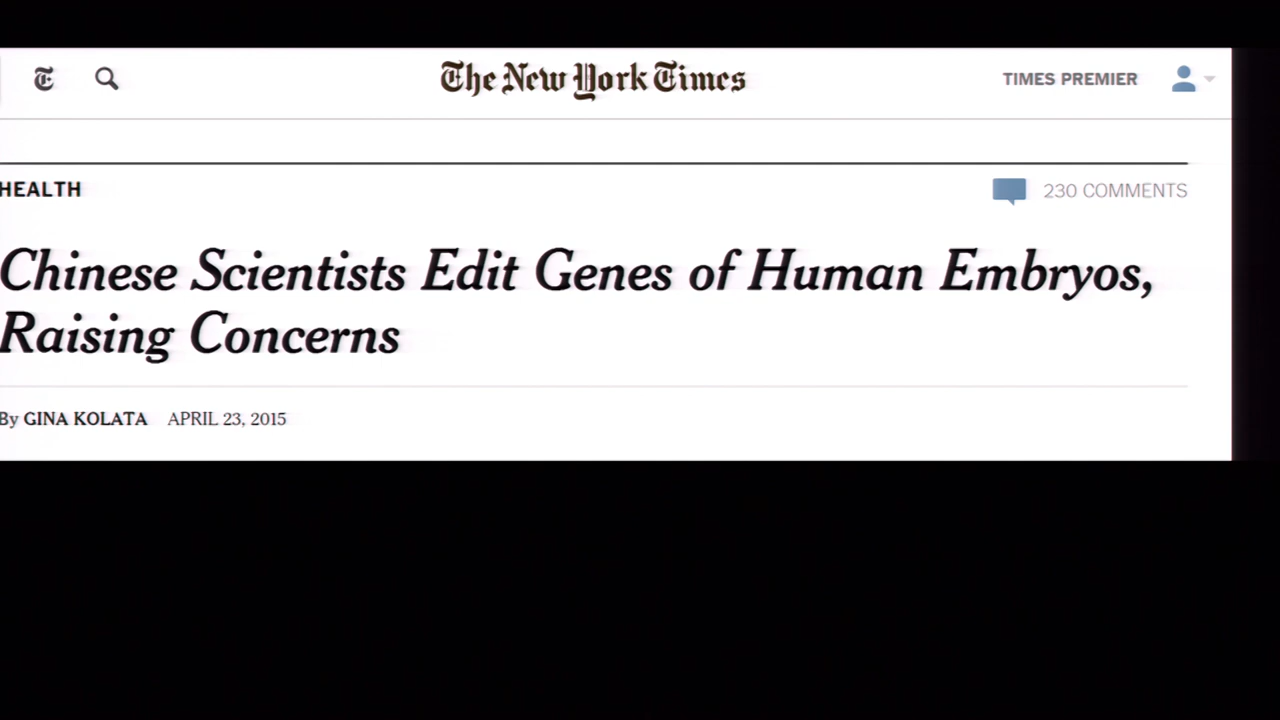 The New York Times
TIMES PREMIER
HEALTH
230 COMMENTS
Chinese Scientists Edit Genes of Human Embryos,
Raising Concerns
By GINA KOLATA APRIL 23, 2015